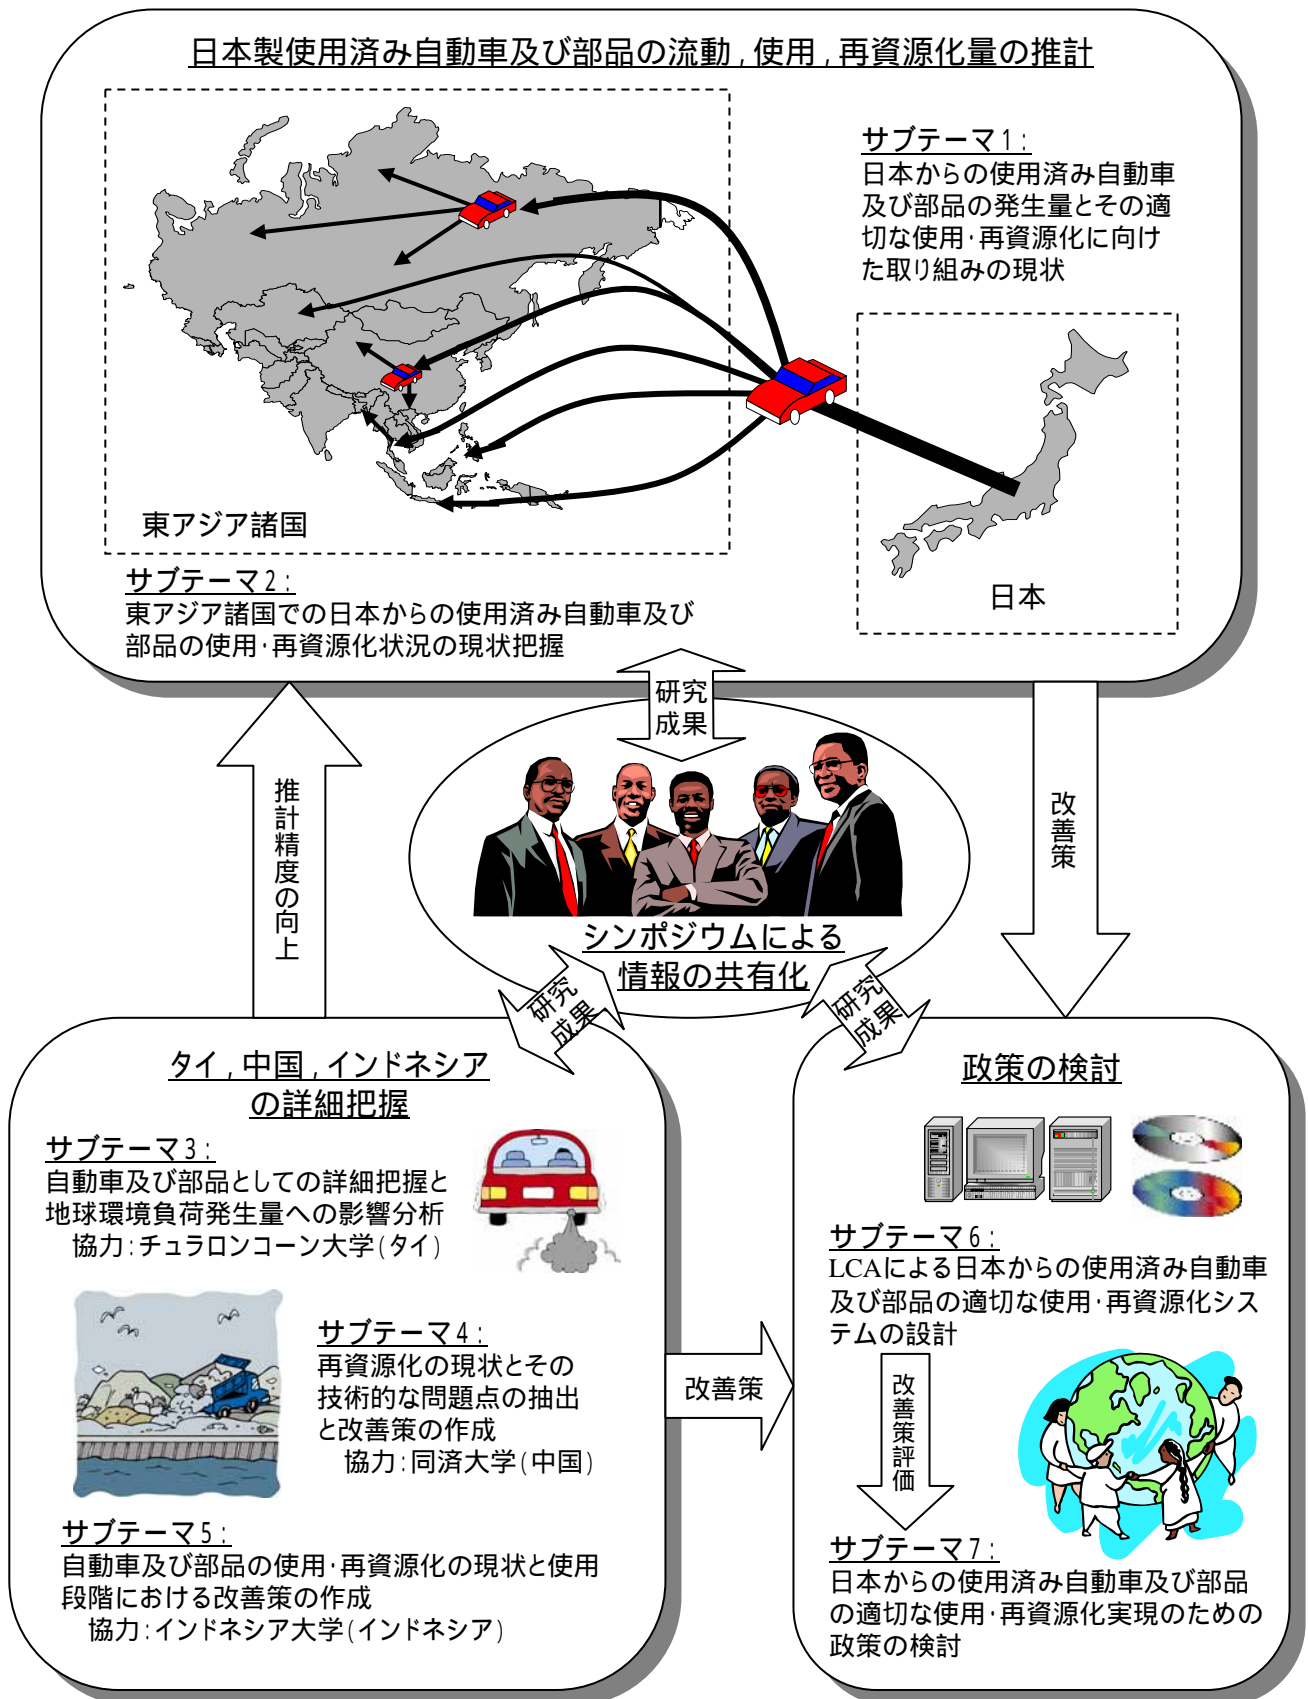 日本製使用済み自動車及び部品の流動,使用,再資源化量の推計
サブテーマ1:
日本からの使用済み自動車
及び部品の発生量とその適
切な使用・再資源化に向け
た取り組みの現状
東アジア諸国
日本
サブテーマ2:
東アジア諸国での日本からの使用済み自動車及び
部品の使用・再資源化状況の現状把握
研究
成果
推計精度の向上
改善策
シンポジウムによる
情報の共有化
研究
成果
研究
成果
タイ,中国,インドネシア
の詳細把握
サブテーマ3:
自動車及び部品としての詳細把握と
地球環境負荷発生量への影響分析
協力:チュラロンコーン大学(タイ)
サブテーマ4:
再資源化の現状とその
技術的な問題点の抽出
と改善策の作成
協力:同済大学(中国)
サブテーマ5:
自動車及び部品の使用・再資源化の現状と使用
段階における改善策の作成
協力:インドネシア大学(インドネシア)
改善策
政策の検討
サブテーマ6:
LCAによる日本からの使用済み自動車
及び部品の適切な使用・再資源化シス
テムの設計
改善策評価
サブテーマ7:
日本からの使用済み自動車及び部品
の適切な使用・再資源化実現のための
政策の検討